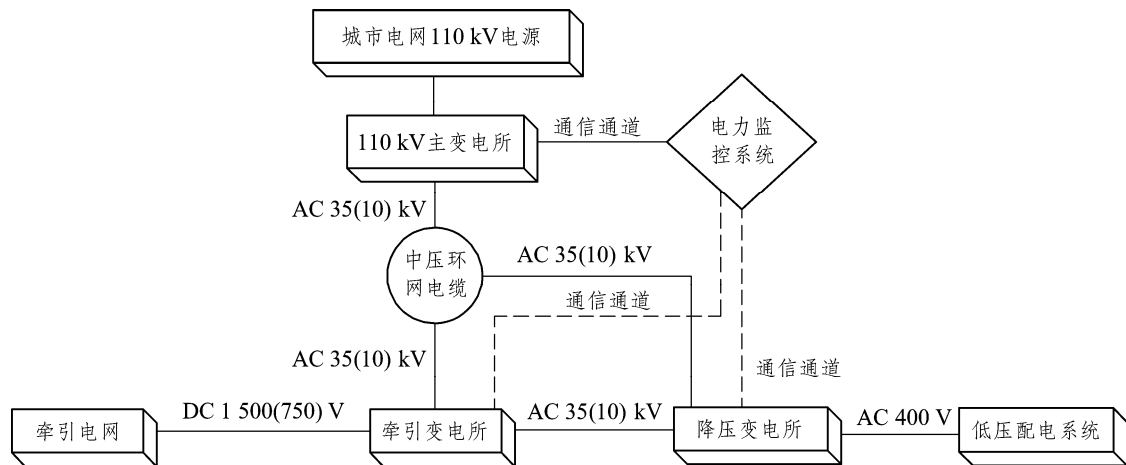 城市电网110 kV电源
通信通道
电力监
控系统
110 kV主变电所
AC 35(10) kV
中压环
网电缆
AC 35(10) kV
通信通道
AC 35(10) kV
通信通道
DC 1 500(750) V
AC 35(10) kV
AC 400 V
牵引电网
牵引变电所
降压变电所
低压配电系统